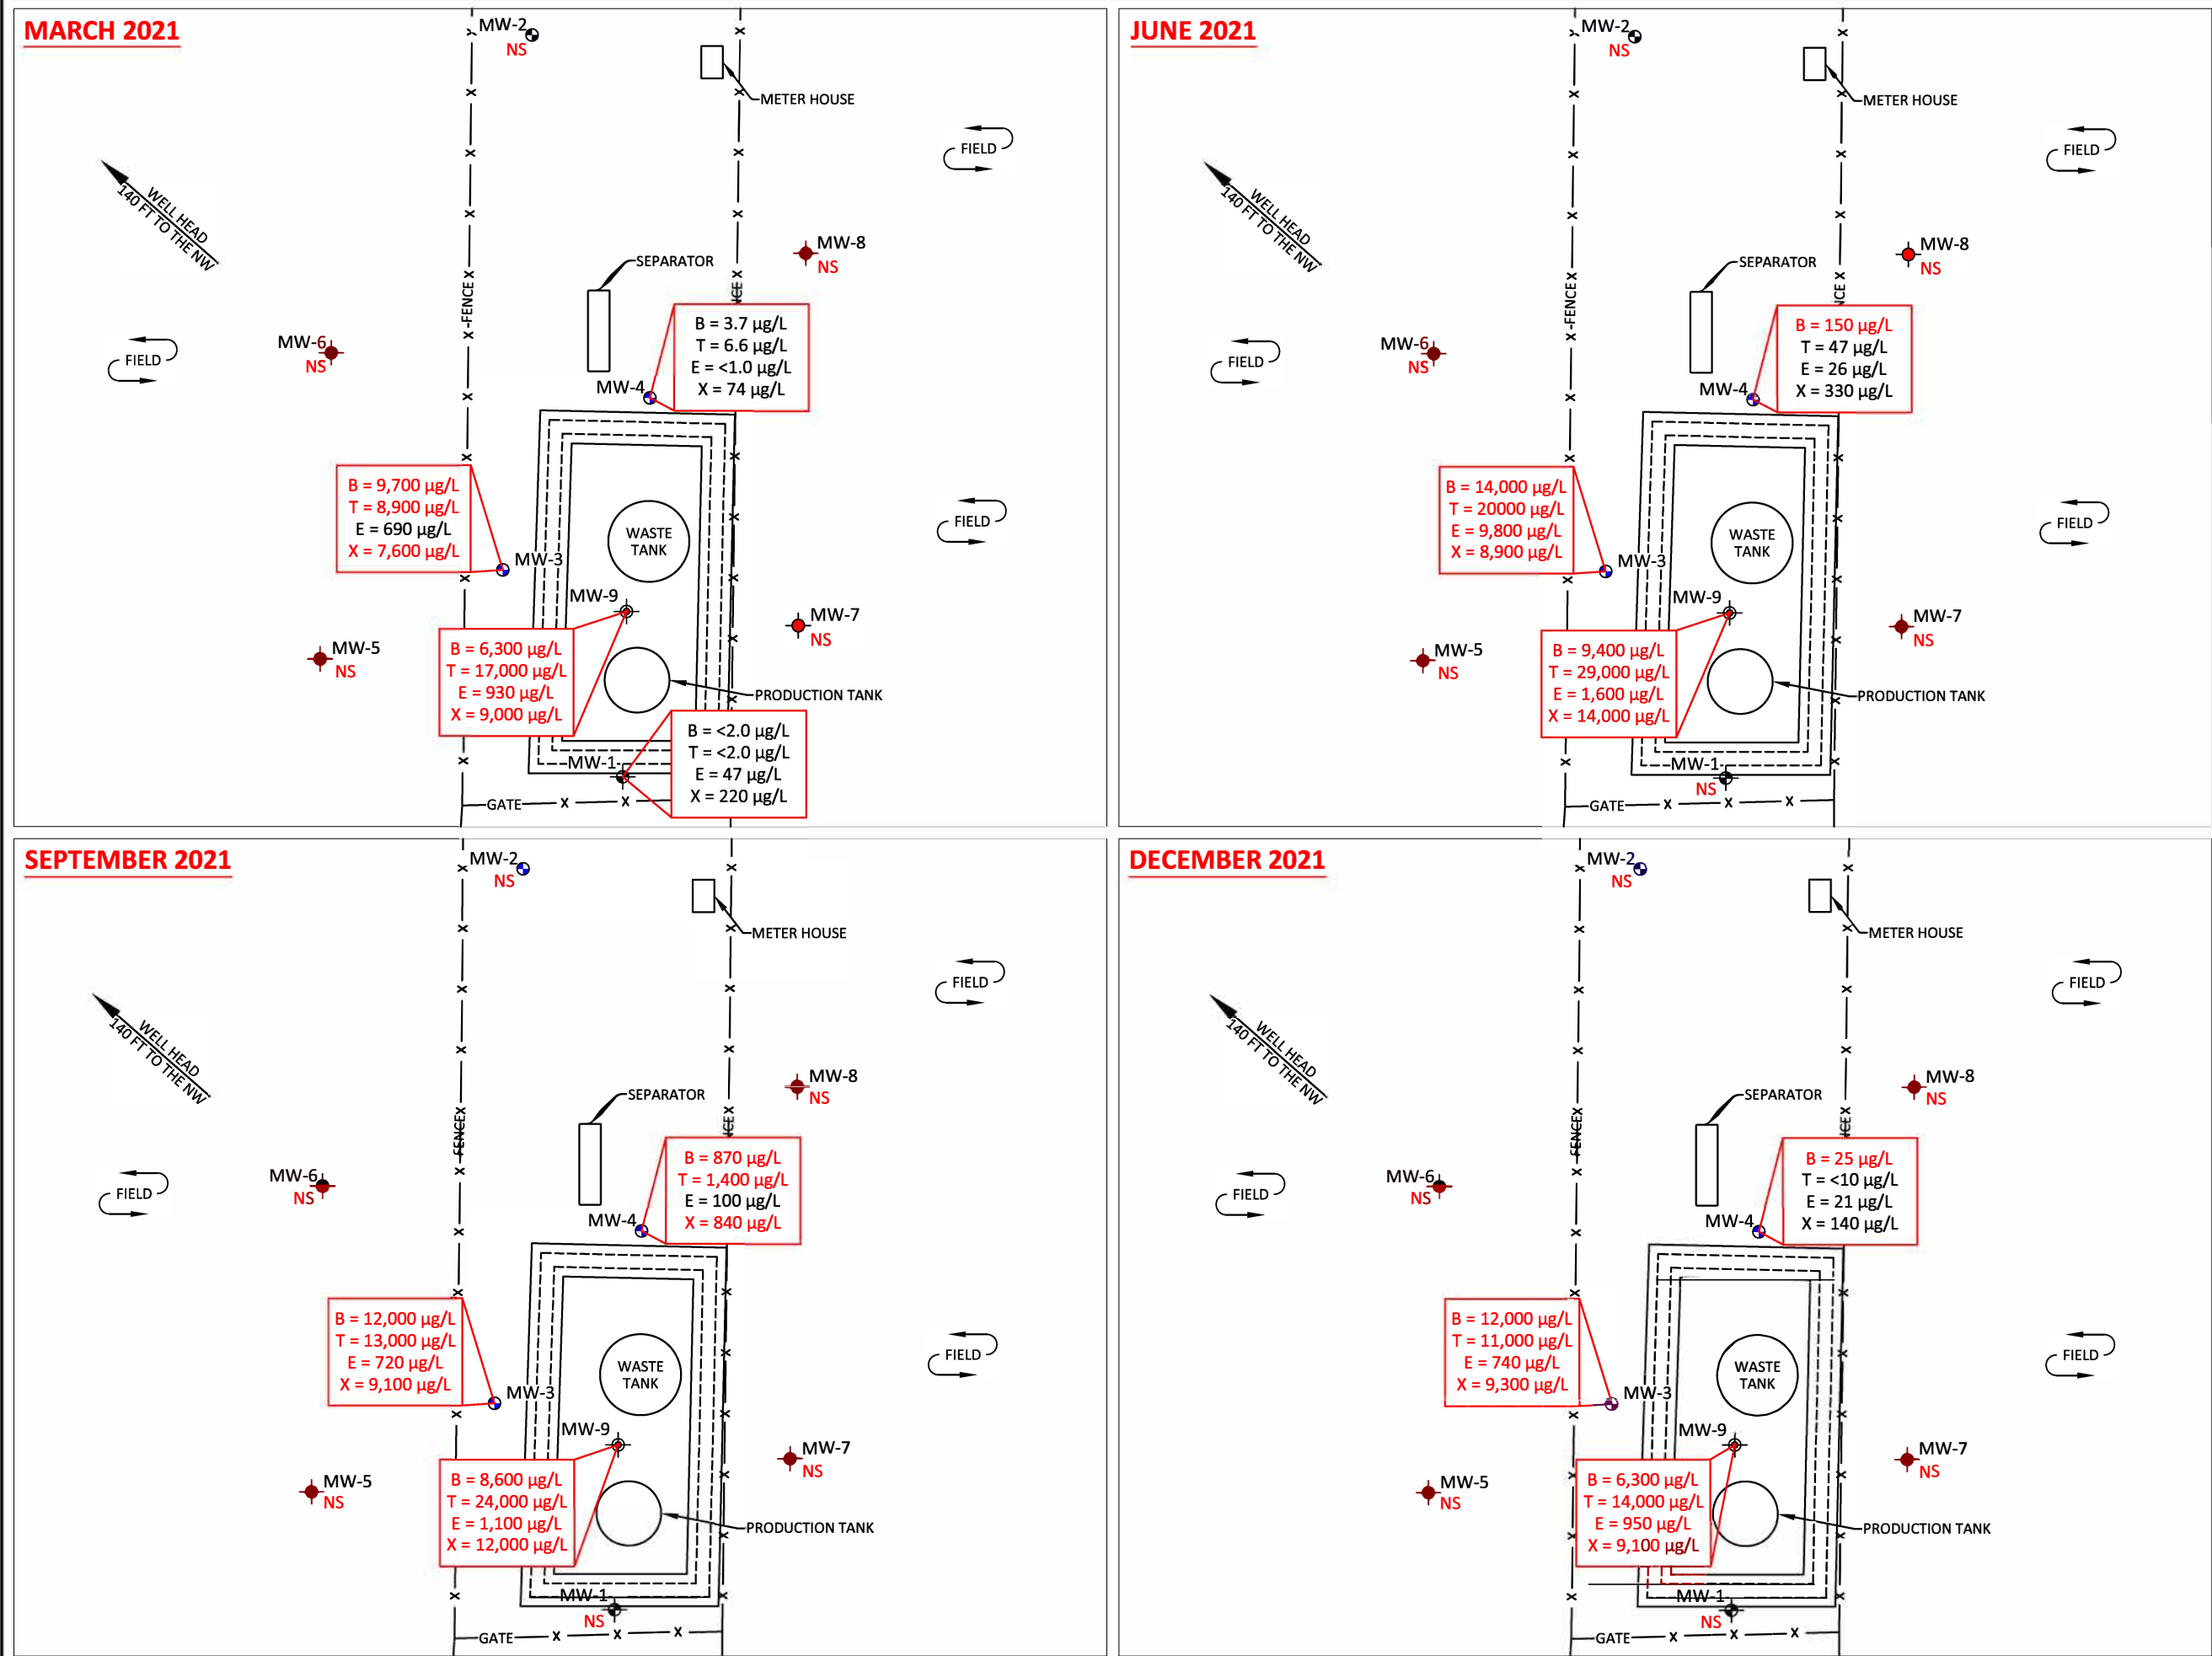 MARCH 2021
MW-2
NS
METER HOUSE
FIELD
WELL HEAD
140 FT TO THE NW
MW-8
NS
SEPARATOR
FENCE
B = 3.7 µg/L
T = 6.6 µg/L
E = <1.0 µg/L
X = 74 µg/L
MW-6
NS
FIELD
MW-4
B = 9,700 µg/L
T = 8,900 µg/L
E = 690 µg/L
X = 7,600 µg/L
WASTE
TANK
FIELD
MW-3
MW-9
MW-7
NS
MW-5
NS
B = 6,300 µg/L
T = 17,000 µg/L
E = 930 µg/L
X = 9,000 µg/L
PRODUCTION TANK
B = <2.0 µg/L
T = <2.0 µg/L
E = 47 µg/L
X = 220 µg/L
MW-1
GATE
JUNE 2021
MW-2
NS
METER HOUSE
FIELD
WELL HEAD
140 FT TO THE NW
MW-8
NS
SEPARATOR
FENCE
B = 150 µg/L
T = 47 µg/L
E = 26 µg/L
X = 330 µg/L
MW-6
NS
FIELD
MW-4
B = 14,000 µg/L
T = 20000 µg/L
E = 9,800 µg/L
X = 8,900 µg/L
WASTE
TANK
FIELD
MW-3
MW-9
MW-7
NS
MW-5
NS
B = 9,400 µg/L
T = 29,000 µg/L
E = 1,600 µg/L
X = 14,000 µg/L
PRODUCTION TANK
MW-1
NS
GATE
SEPTEMBER 2021
MW-2
NS
METER HOUSE
FIELD
WELL HEAD
140 FT TO THE NW
MW-8
NS
SEPARATOR
FENCE
B = 870 µg/L
T = 1,400 µg/L
E = 100 µg/L
X = 840 µg/L
MW-6
NS
FIELD
MW-4
B = 12,000 µg/L
T = 13,000 µg/L
E = 720 µg/L
X = 9,100 µg/L
WASTE
TANK
FIELD
MW-3
MW-9
MW-7
NS
MW-5
NS
B = 8,600 µg/L
T = 24,000 µg/L
E = 1,100 µg/L
X = 12,000 µg/L
PRODUCTION TANK
MW-1
NS
GATE
DECEMBER 2021
MW-2
NS
METER HOUSE
FIELD
WELL HEAD
140 FT TO THE NW
MW-8
NS
SEPARATOR
FENCE
B = 25 µg/L
T = <10 µg/L
E = 21 µg/L
X = 140 µg/L
MW-6
NS
FIELD
MW-4
B = 12,000 µg/L
T = 11,000 µg/L
E = 740 µg/L
X = 9,300 µg/L
WASTE
TANK
FIELD
MW-3
MW-9
MW-7
NS
MW-5
NS
B = 6,300 µg/L
T = 14,000 µg/L
E = 950 µg/L
X = 9,100 µg/L
PRODUCTION TANK
MW-1
NS
GATE